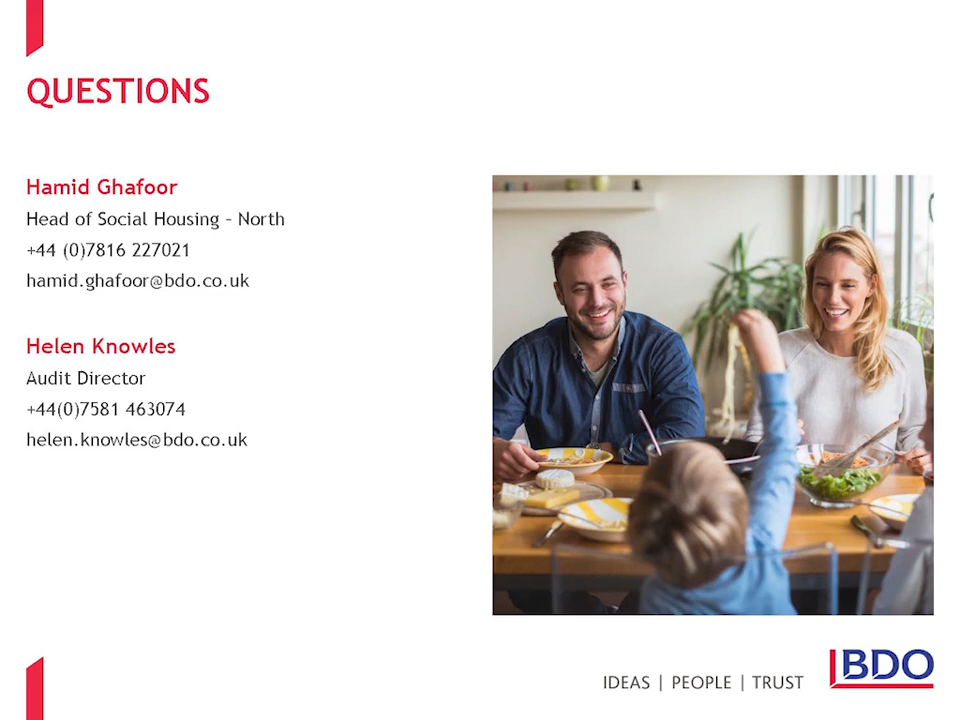 QUESTIONS
Hamid Ghafoor
Head of Social Housing – North
+44 (0)7816 227021
hamid.ghafoor@bdo.co.uk
Helen Knowles
Audit Director
+44(0)7581 463074
helen.knowles@bdo.co.uk
IDEAS | PEOPLE | TRUST
BDO